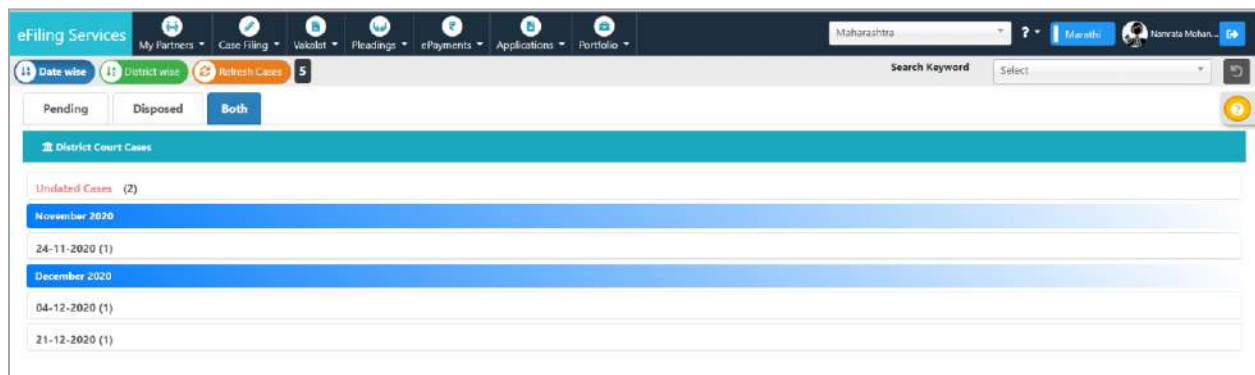 eFiling Services My Partners Case Filing Vakalat Pleadings ePayments Applications Portfolio Maharashtra ? Marathi Namrata Mohan...
Date wise District wise Refresh Cases 5 Search Keyword Select
Pending Disposed Both
District Court Cases
Undated Cases (2)
November 2020
24-11-2020 (1)
December 2020
04-12-2020 (1)
21-12-2020 (1)